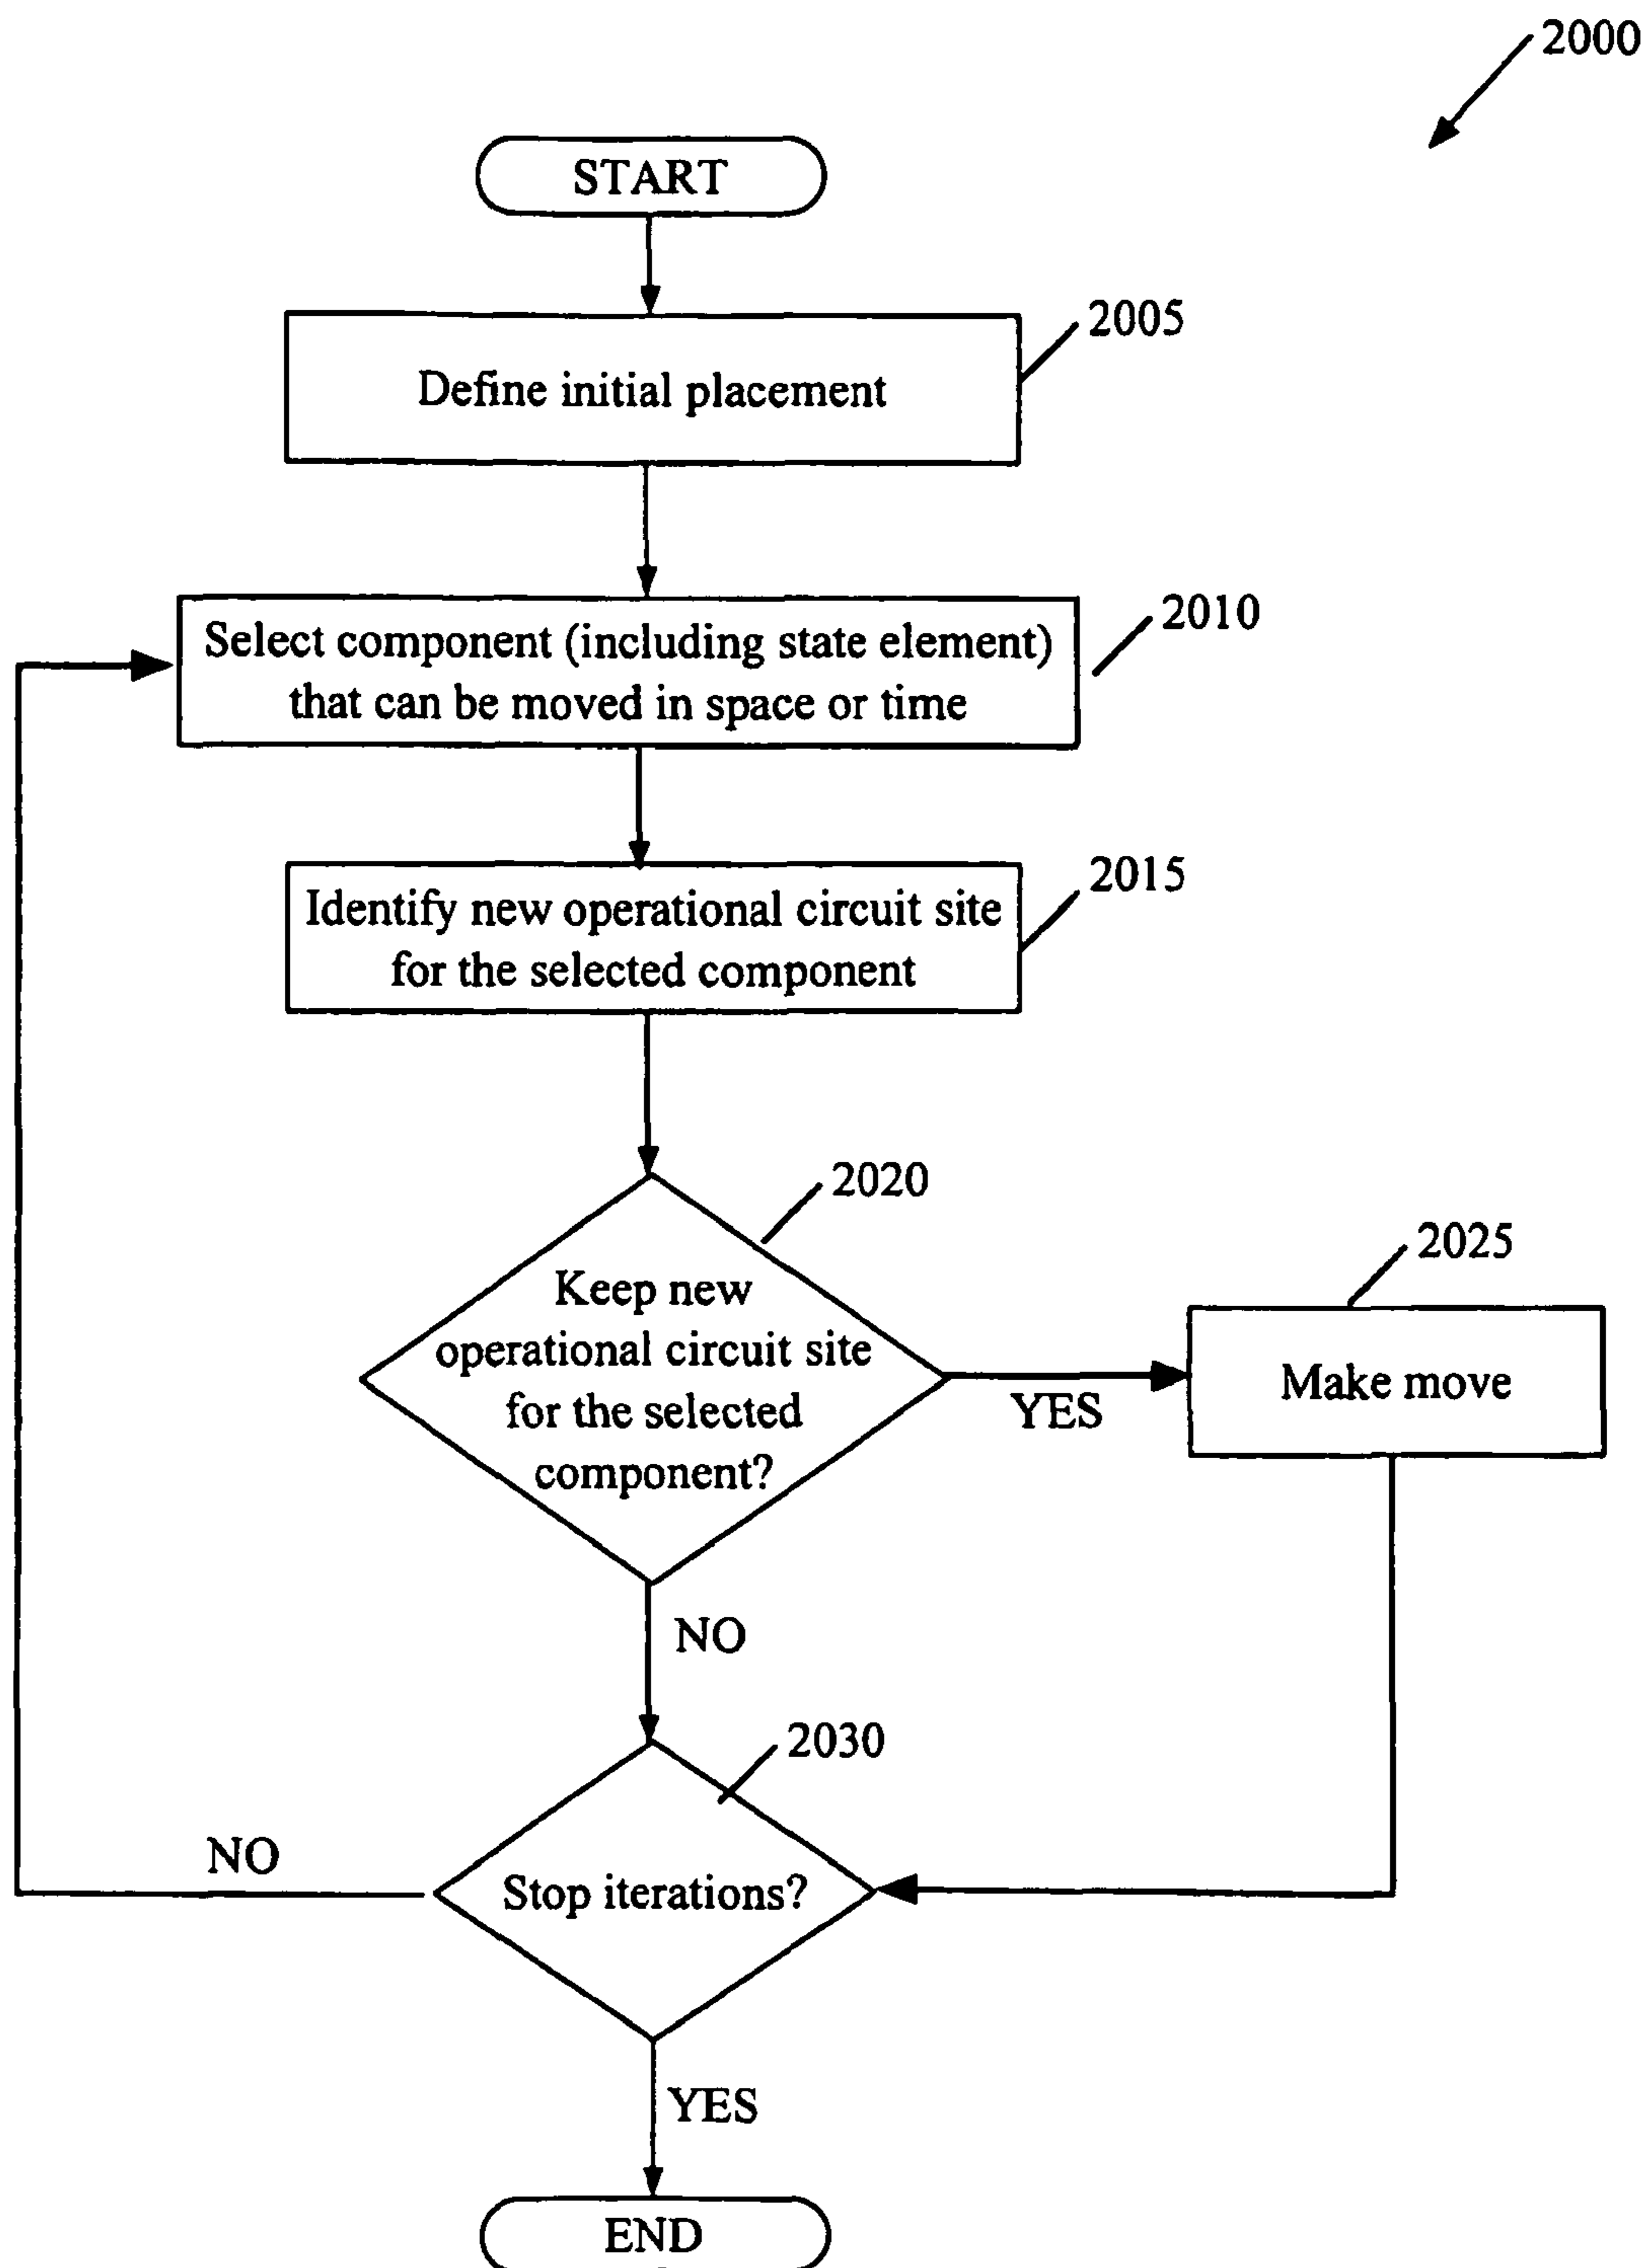 2000
START
2005
Define initial placement
2010
Select component (including state element)
that can be moved in space or time
2015
Identify new operational circuit site
for the selected component
2020
Keep new
operational circuit site
for the selected
component?
2025
YES
Make move
NO
2030
NO
Stop iterations?
YES
END